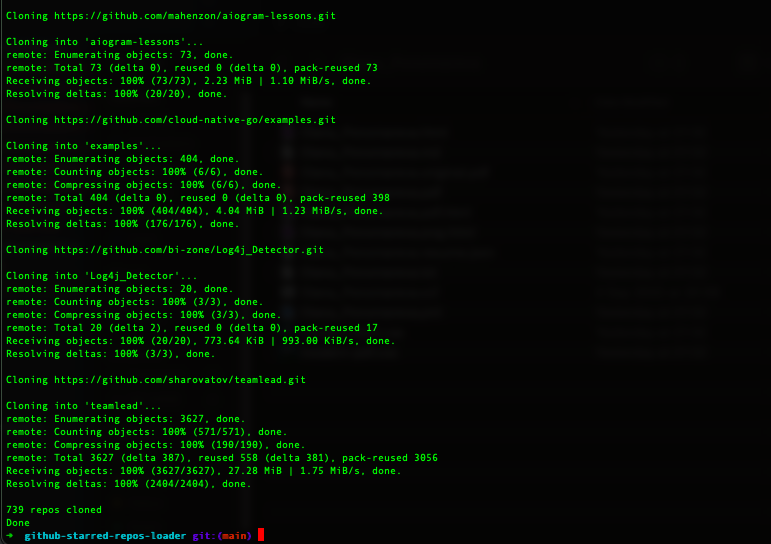 Cloning https://github.com/mahenzon/aiogram-lessons.git
Cloning into 'aiogram-lessons'...
remote: Enumerating objects: 73, done.
remote: Total 73 (delta 0), reused 0 (delta 0), pack-reused 73
Receiving objects: 100% (73/73), 2.23 MiB | 1.10 MiB/s, done.
Resolving deltas: 100% (20/20), done.
Cloning https://github.com/cloud-native-go/examples.git
Cloning into 'examples'...
remote: Enumerating objects: 404, done.
remote: Counting objects: 100% (6/6), done.
remote: Compressing objects: 100% (6/6), done.
remote: Total 404 (delta 0), reused 0 (delta 0), pack-reused 398
Receiving objects: 100% (404/404), 4.04 MiB | 1.23 MiB/s, done.
Resolving deltas: 100% (176/176), done.
Cloning https://github.com/bi-zone/Log4j_Detector.git
Cloning into 'Log4j_Detector'...
remote: Enumerating objects: 20, done.
remote: Counting objects: 100% (3/3), done.
remote: Compressing objects: 100% (3/3), done.
remote: Total 20 (delta 2), reused 0 (delta 0), pack-reused 17
Receiving objects: 100% (20/20), 773.64 KiB | 993.00 KiB/s, done.
Resolving deltas: 100% (3/3), done.
Cloning https://github.com/sharovatov/teamlead.git
Cloning into 'teamlead'...
remote: Enumerating objects: 3627, done.
remote: Counting objects: 100% (571/571), done.
remote: Compressing objects: 100% (190/190), done.
remote: Total 3627 (delta 387), reused 558 (delta 381), pack-reused 3056
Receiving objects: 100% (3627/3627), 27.28 MiB | 1.75 MiB/s, done.
Resolving deltas: 100% (2404/2404), done.
739 repos cloned
Done
➜ github-starred-repos-loader git:(main)